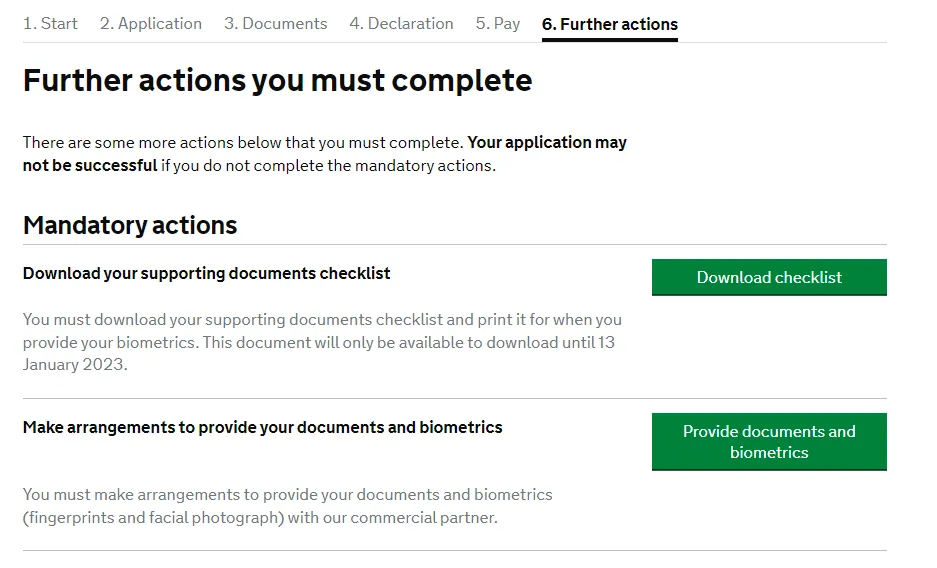 1. Start 2. Application 3. Documents 4. Declaration 5. Pay 6. Further actions
Further actions you must complete
There are some more actions below that you must complete. Your application may
not be successful if you do not complete the mandatory actions.
Mandatory actions
Download your supporting documents checklist
Download checklist
You must download your supporting documents checklist and print it for when you
provide your biometrics. This document will only be available to download until 13
January 2023.
Make arrangements to provide your documents and biometrics
Provide documents and
biometrics
You must make arrangements to provide your documents and biometrics
(fingerprints and facial photograph) with our commercial partner.